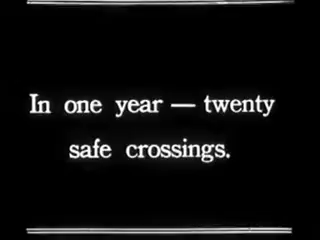 In one year — twenty
safe crossings.